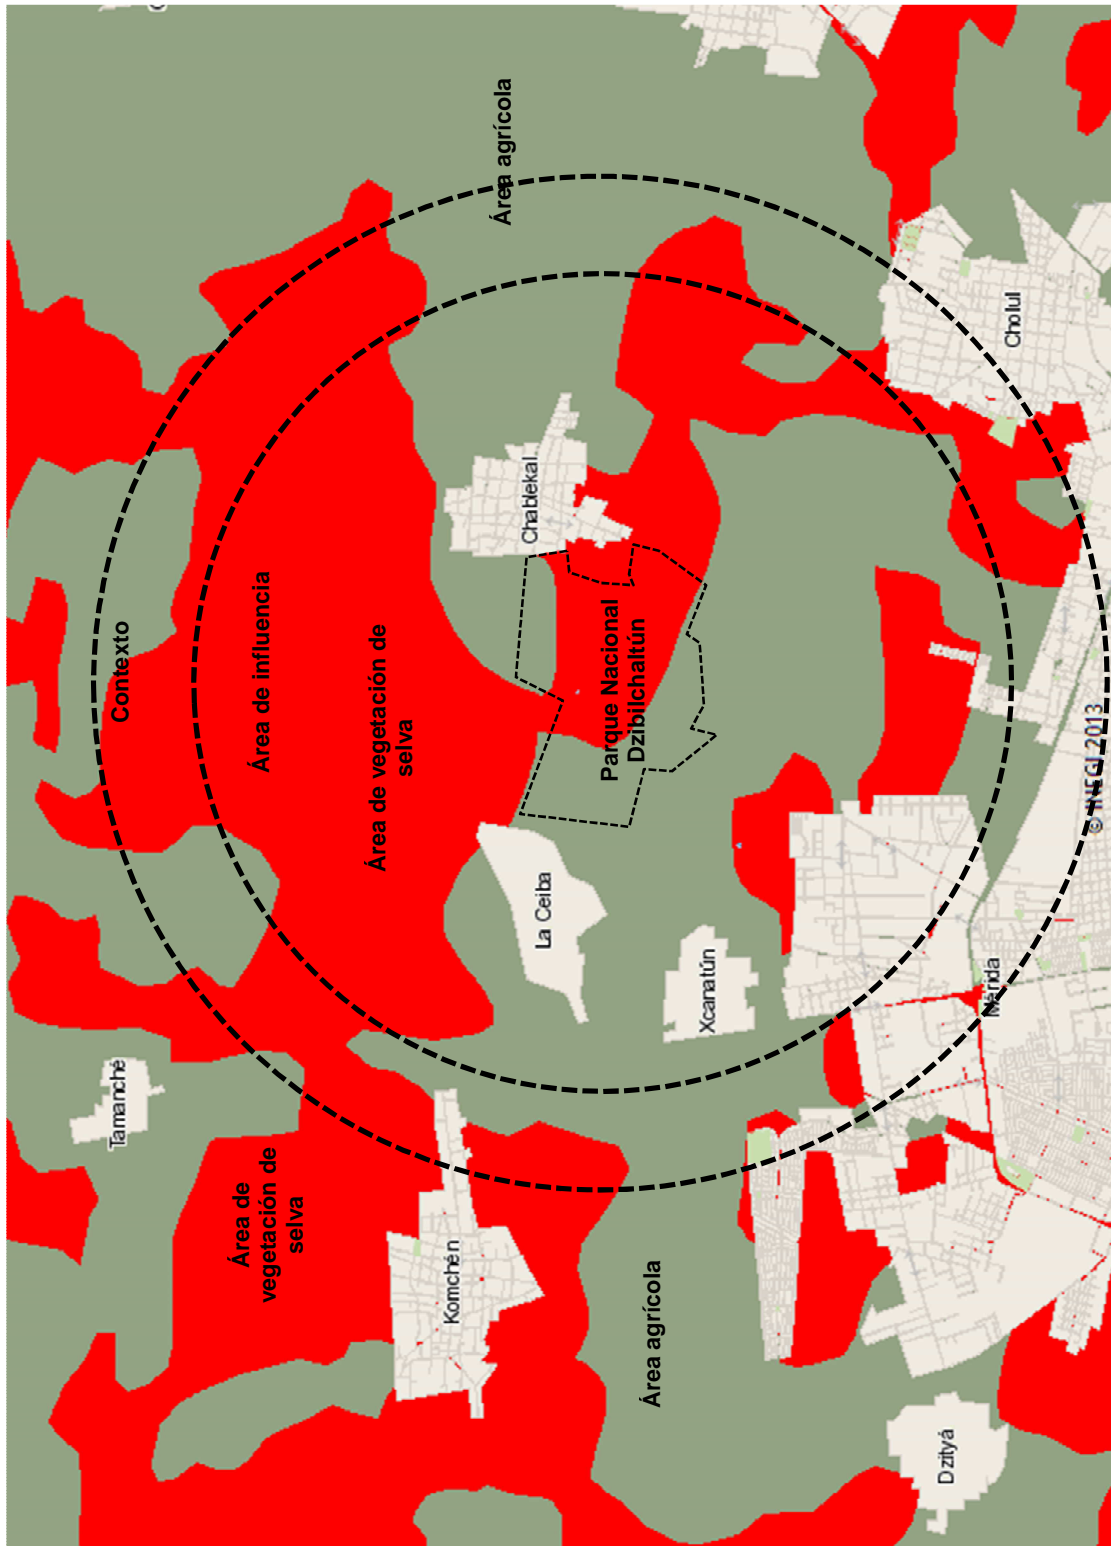 Tamanché
Contexto
Área de
vegetación de
selva
Área de influencia
Área de vegetación de
selva
Komchén
Área agrícola
Chablekal
La Ceiba
Parque Nacional
Dzibilchaltún
Área agrícola
Xcanatún
Dzityá
Mérida
Cholul
© INEGI 2013